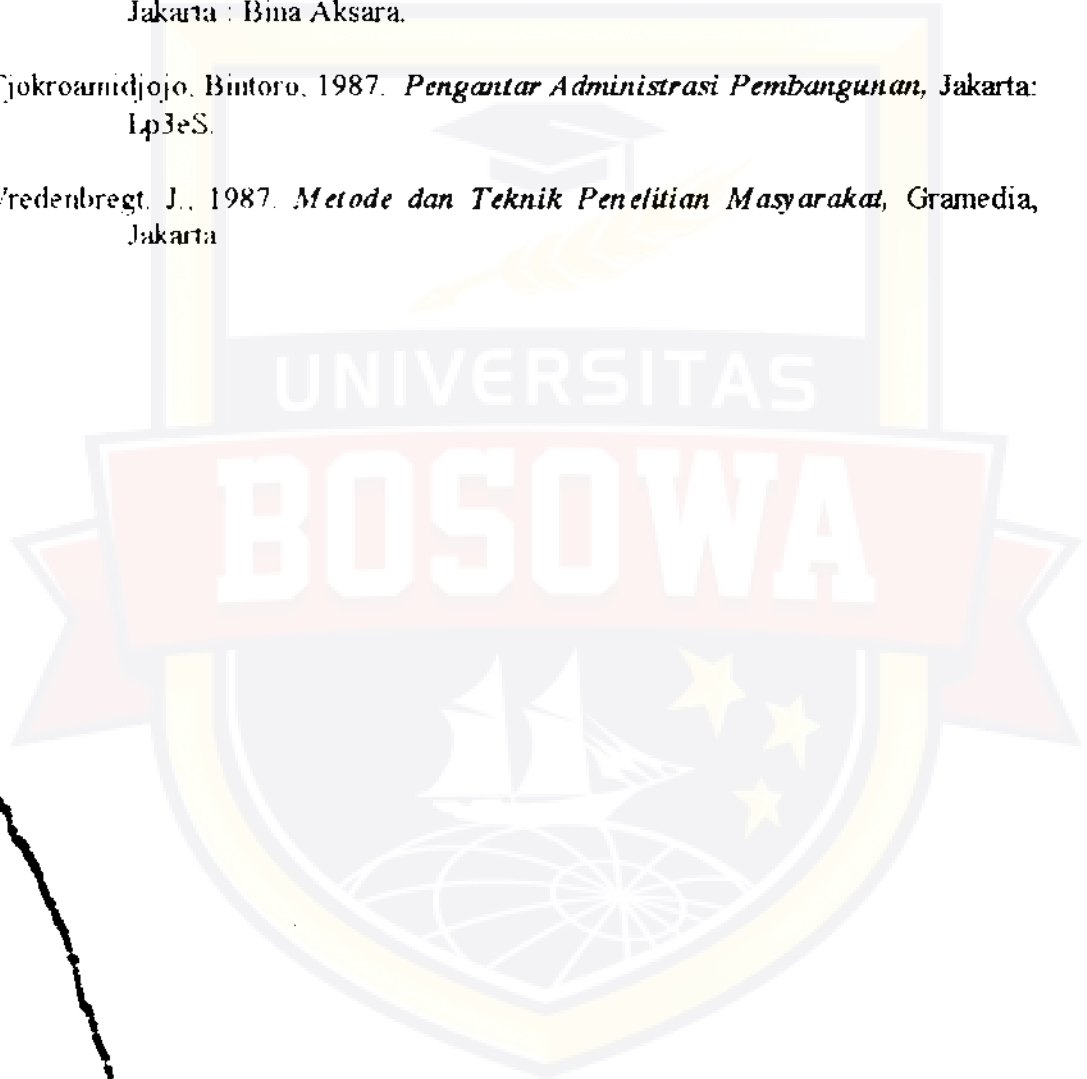 Jakarta : Bina Aksara.
Tjokroamidjojo, Bintoro, 1987. Pengantar Administrasi Pembangunan, Jakarta:
Lp3eS.
Vredenbregt, J., 1987. Metode dan Teknik Penelitian Masyarakat, Gramedia,
Jakarta
UNIVERSITAS
BOSOWA